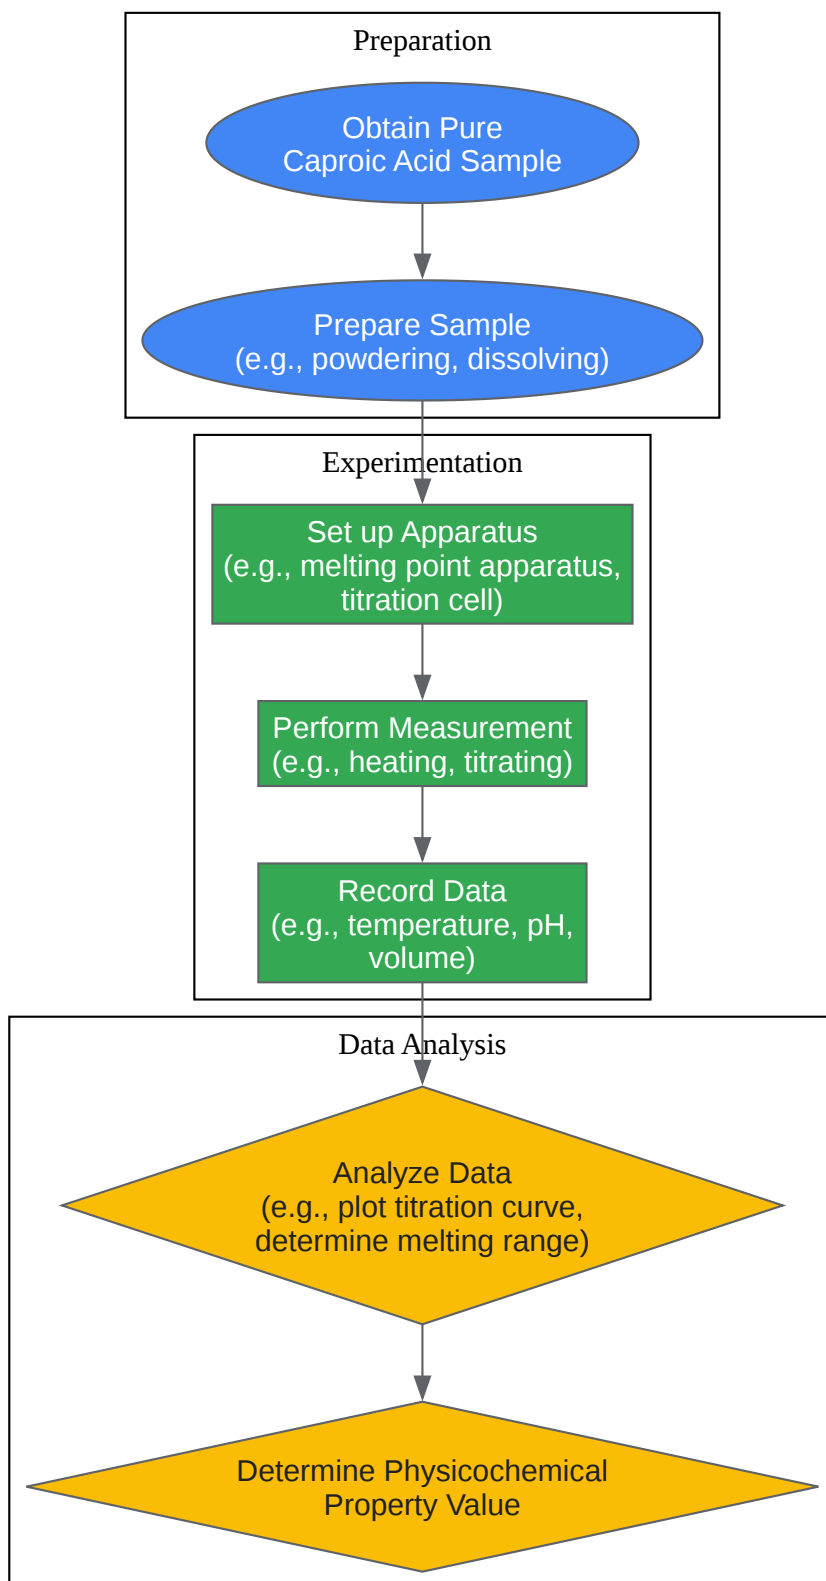 Preparation
Obtain Pure
Caproic Acid Sample
Prepare Sample
(e.g., powdering, dissolving)
Experimentation
Set up Apparatus
(e.g., melting point apparatus,
titration cell)
Perform Measurement
(e.g., heating, titrating)
Record Data
(e.g., temperature, pH,
volume)
Data Analysis
Analyze Data
(e.g., plot titration curve,
determine melting range)
Determine Physicochemical
Property Value